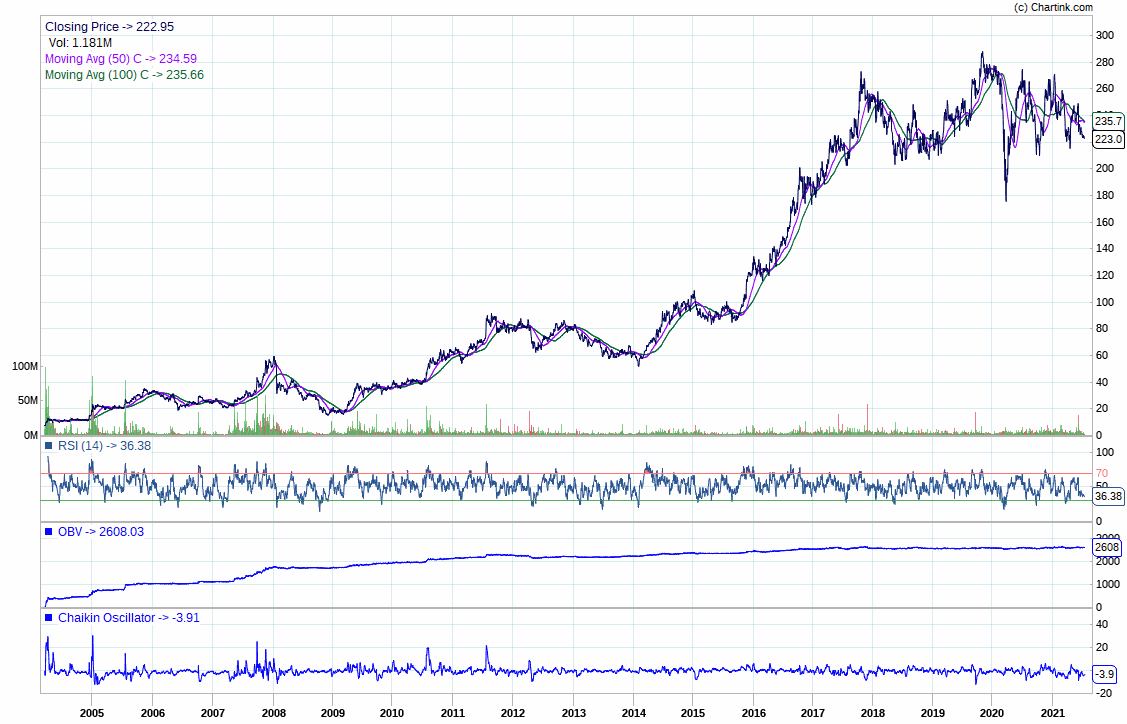 (c) Chartink.com
Closing Price -> 222.95
Vol: 1.181M
Moving Avg (50) C -> 234.59
Moving Avg (100) C -> 235.66
300
280
260
240
235.7
223.0
200
180
160
140
120
100
80
60
40
20
0
100M
50M
0M
RSI (14) -> 36.38
100
70
50
36.38
0
OBV -> 2608.03
3000
2608
2000
1000
0
Chaikin Oscillator -> -3.91
40
20
-3.9
-20
2005 2006 2007 2008 2009 2010 2011 2012 2013 2014 2015 2016 2017 2018 2019 2020 2021